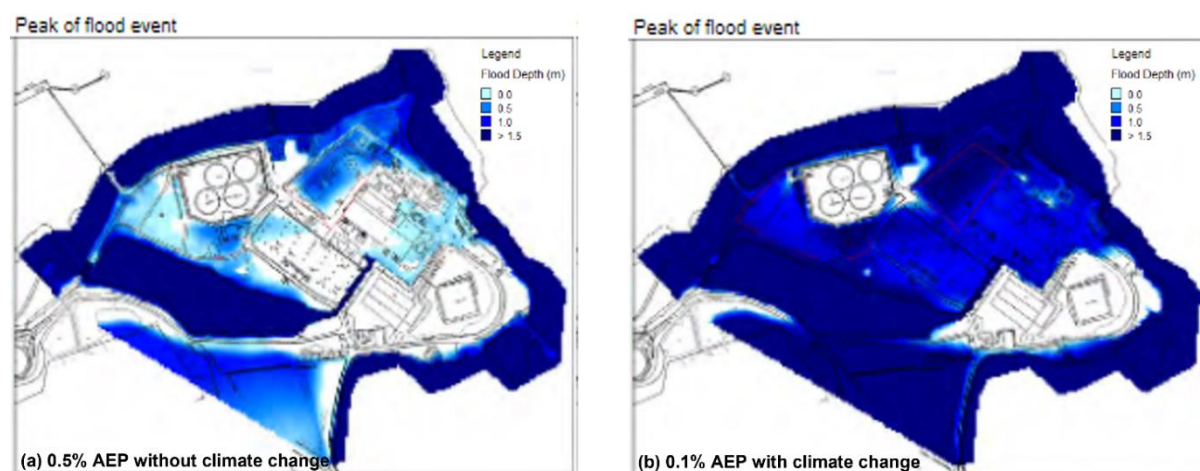 Peak of flood event
Legend
Flood Depth (m)
0.0
0.5
1.0
> 1.5
(a) 0.5% AEP without climate change
Peak of flood event
Legend
Flood Depth (m)
0.0
0.5
1.0
> 1.5
(b) 0.1% AEP with climate change